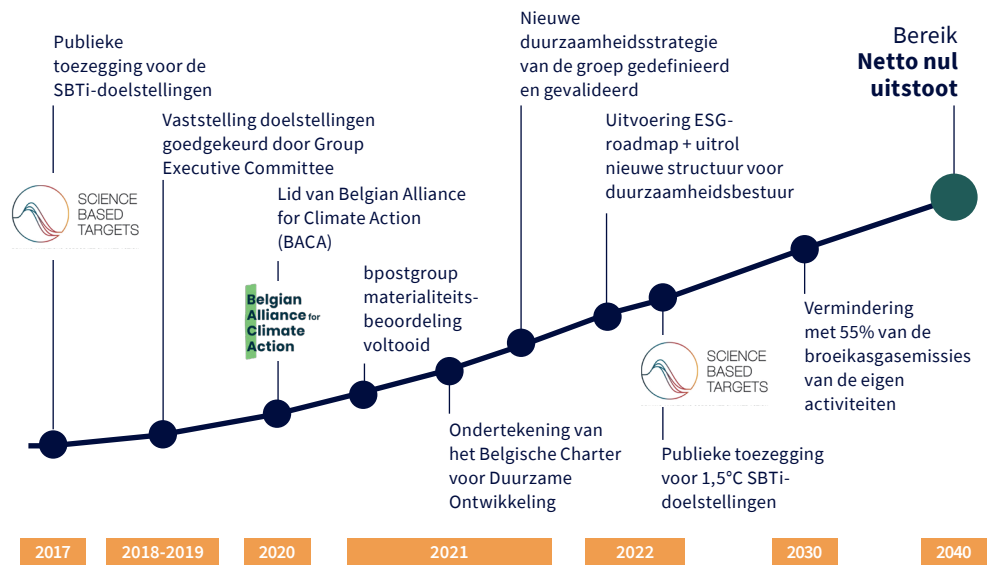 Publieke
toezegging voor de
SBTi-doelstellingen
SCIENCE
BASED
TARGETS
Vaststelling doelstellingen
goedgekeurd door Group
Executive Committee
Lid van Belgian Alliance
for Climate Action
(BACA)
Belgian
Alliance for
Climate
Action
bpostgroup
materialiteits-
beoordeling
voltooid
Ondertekening van
het Belgische Charter
voor Duurzame
Ontwikkeling
Nieuwe
duurzaamheidsstrategie
van de groep gedefinieerd
en gevalideerd
Uitvoering ESG-
roadmap + uitrol
nieuwe structuur voor
duurzaamheidsbestuur
SCIENCE
BASED
TARGETS
Publieke toezegging
voor 1,5°C SBTi-
doelstellingen
Vermindering
met 55% van de
broeikasgasemissies
van de eigen
activiteiten
Bereik
Netto nul
uitstoot
2017
2018-2019
2020
2021
2022
2030
2040